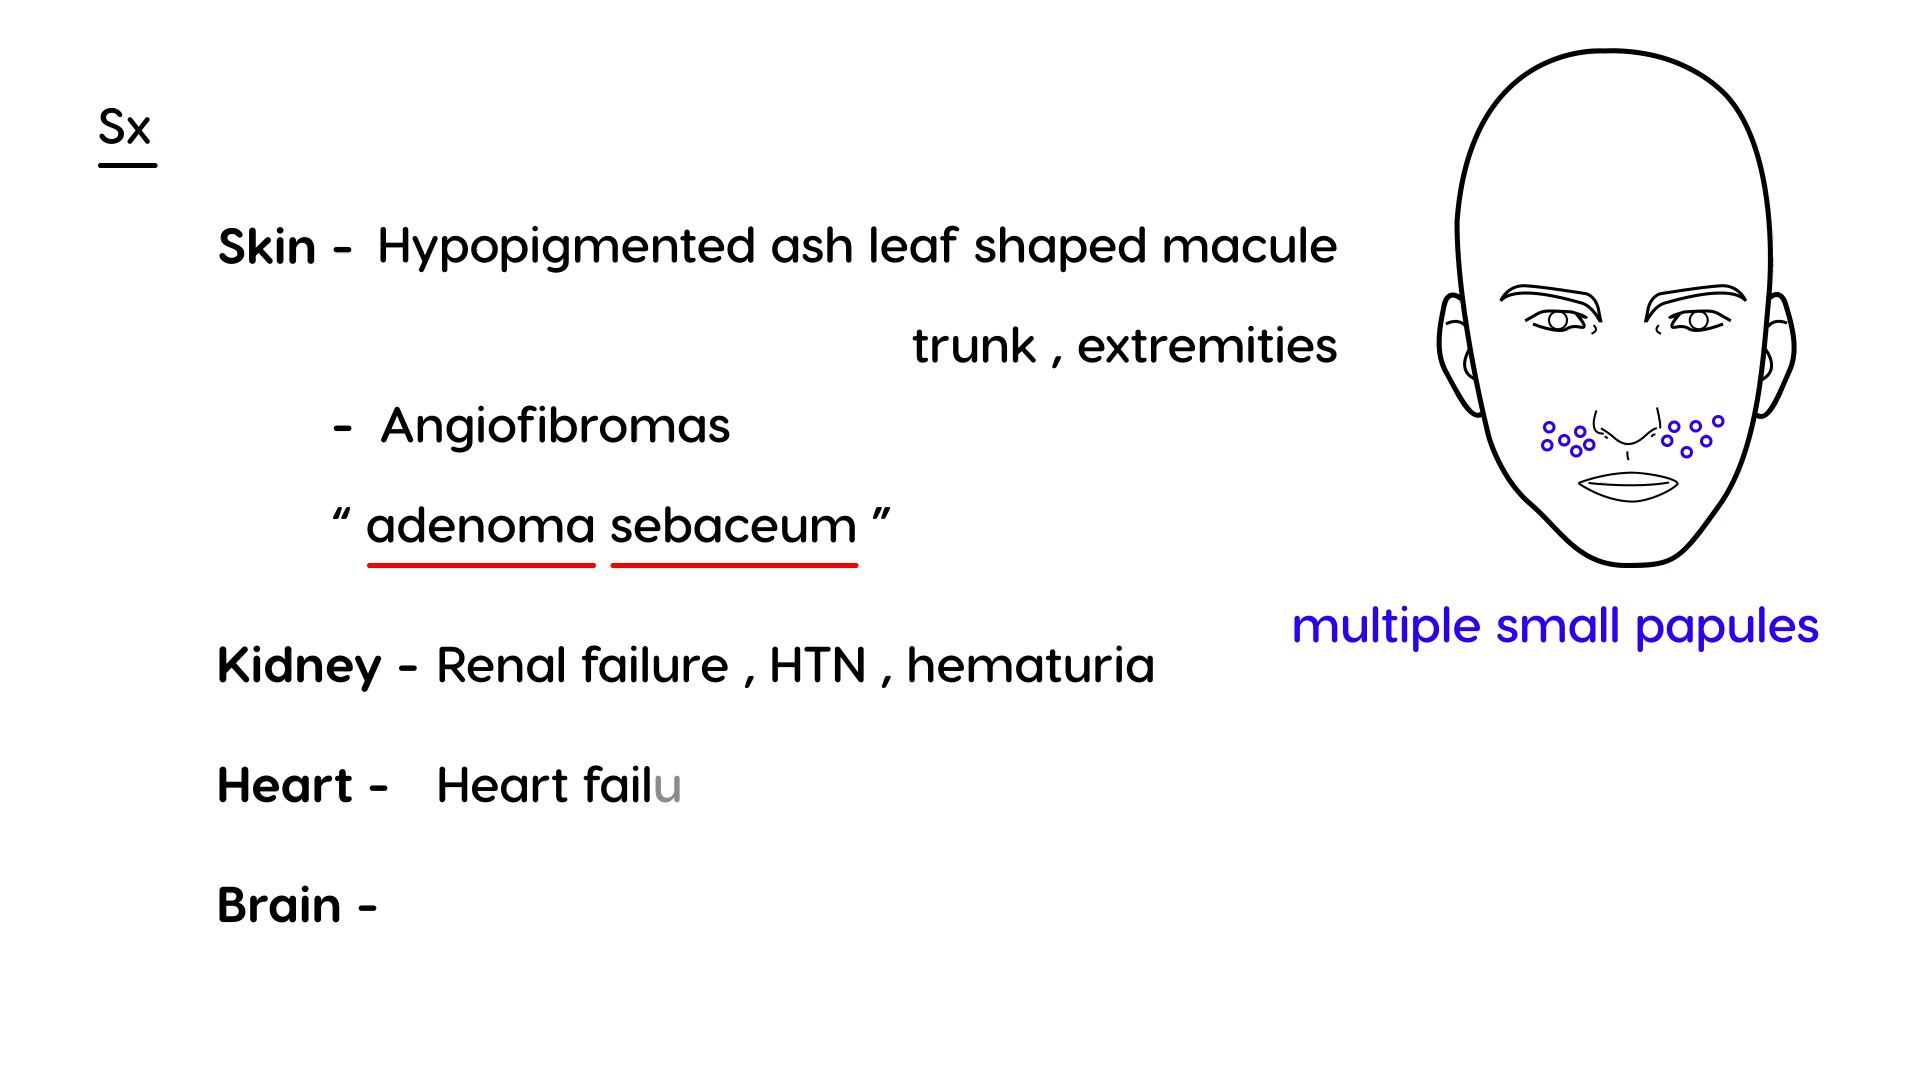 Sx
Skin - Hypopigmented ash leaf shaped macule
trunk , extremities
- Angiofibromas
“ adenoma sebaceum ”
multiple small papules
Kidney - Renal failure , HTN , hematuria
Heart - Heart failu
Brain -